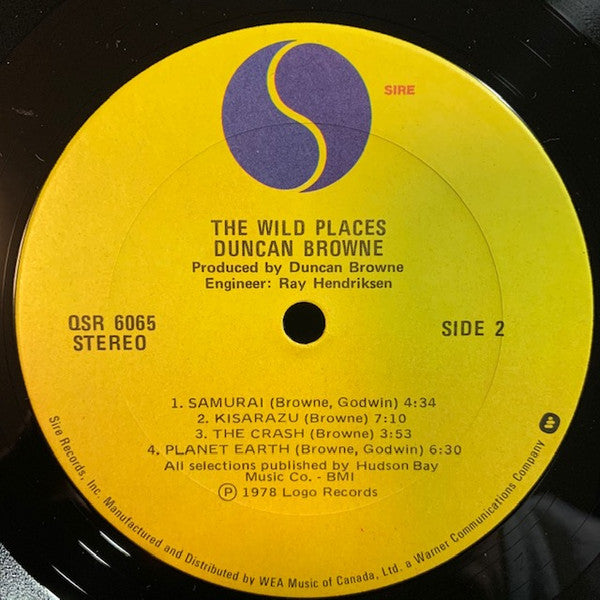 SIRE
THE WILD PLACES
DUNCAN BROWNE
Produced by Duncan Browne
Engineer: Ray Hendriksen
QSR 6065
STEREO
SIDE 2
1. SAMURAI (Browne, Godwin) 4:34
2. KISARAZU (Browne) 7:10
3. THE CRASH (Browne) 3:53
4. PLANET EARTH (Browne, Godwin) 6:30
All selections published by Hudson Bay
Music Co. - BMI
Ⓟ 1978 Logo Records
Sire Records, Inc. Manufactured and Distributed by WEA Music of Canada, Ltd. a Warner Communications Company